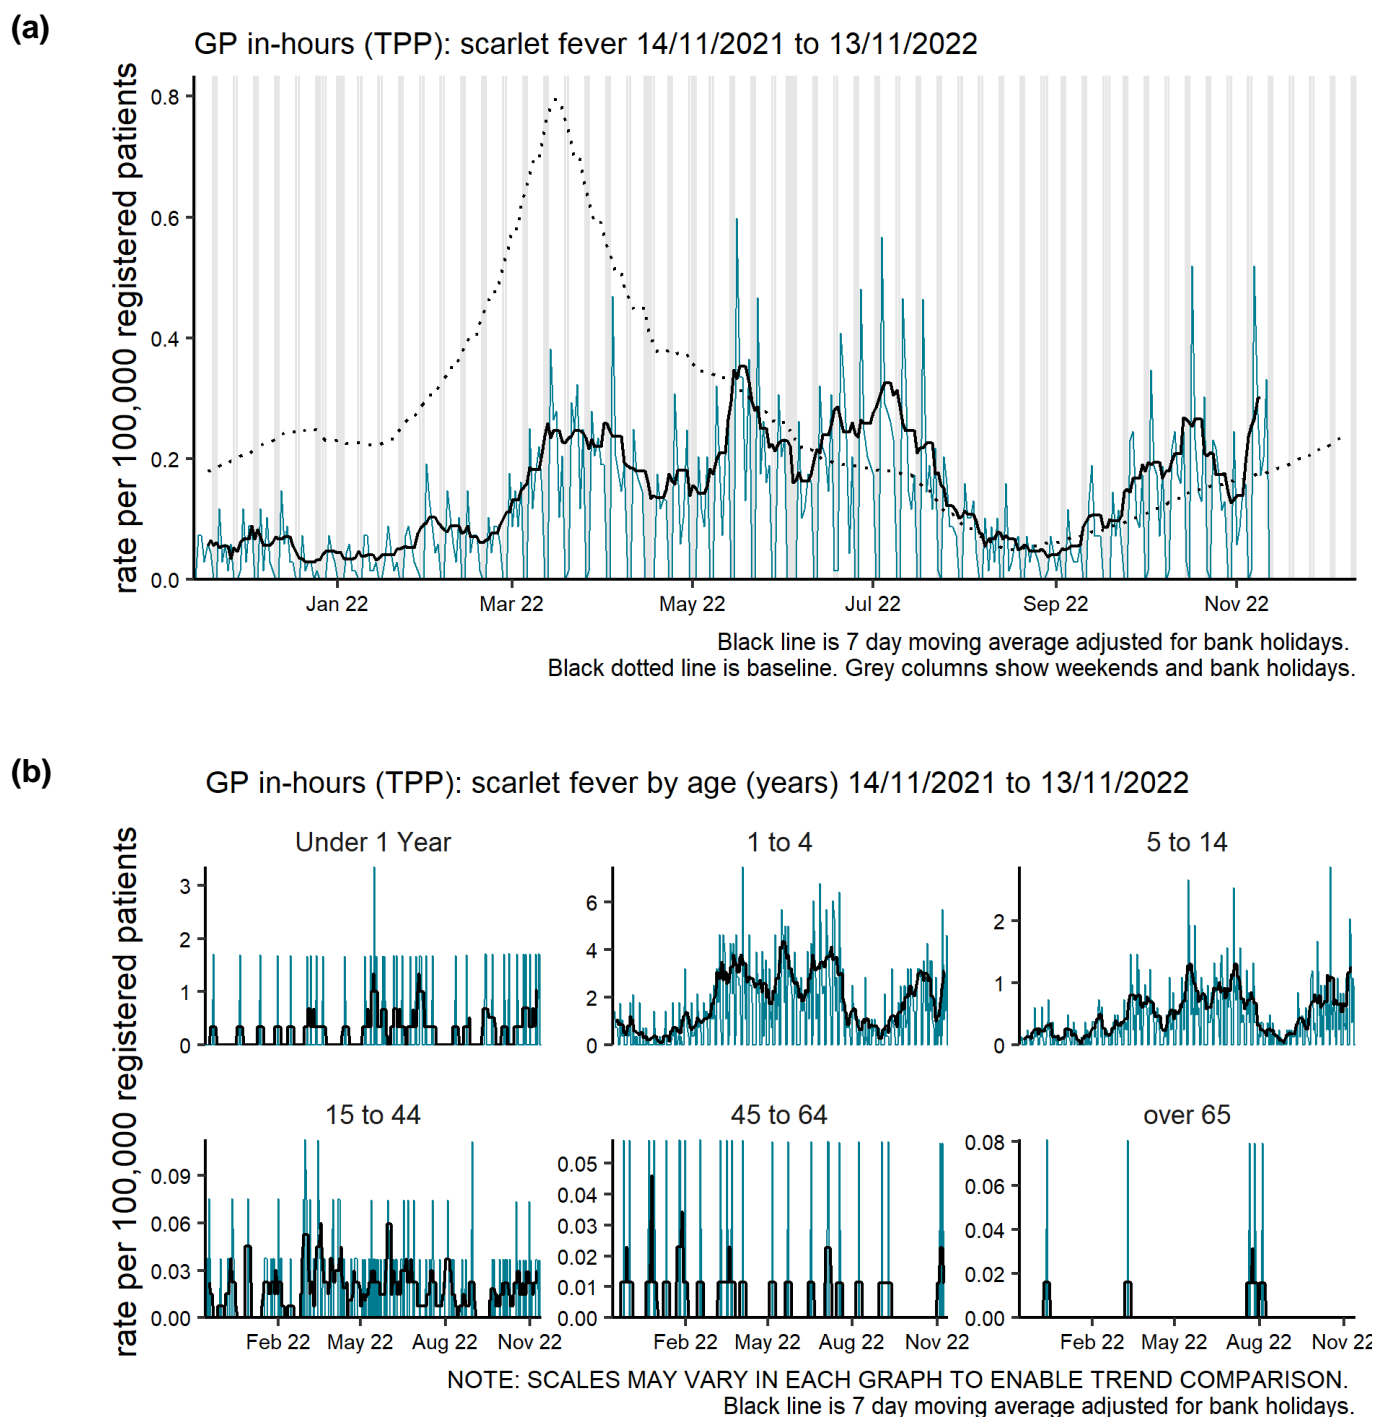 (a)
GP in-hours (TPP): scarlet fever 14/11/2021 to 13/11/2022
rate per 100,000 registered patients
0.8
0.6
0.4
0.2
0.0
Jan 22 Mar 22 May 22 Jul 22 Sep 22 Nov 22
Black line is 7 day moving average adjusted for bank holidays.
Black dotted line is baseline. Grey columns show weekends and bank holidays.
(b)
GP in-hours (TPP): scarlet fever by age (years) 14/11/2021 to 13/11/2022
rate per 100,000 registered patients
Under 1 Year
3
2
1
0
1 to 4
6
4
2
0
5 to 14
2
1
0
15 to 44
0.09
0.06
0.03
0.00
Feb 22 May 22 Aug 22 Nov 22
45 to 64
0.05
0.04
0.03
0.02
0.01
0.00
Feb 22 May 22 Aug 22 Nov 22
over 65
0.08
0.06
0.04
0.02
0.00
Feb 22 May 22 Aug 22 Nov 22
NOTE: SCALES MAY VARY IN EACH GRAPH TO ENABLE TREND COMPARISON.
Black line is 7 day moving average adjusted for bank holidays.